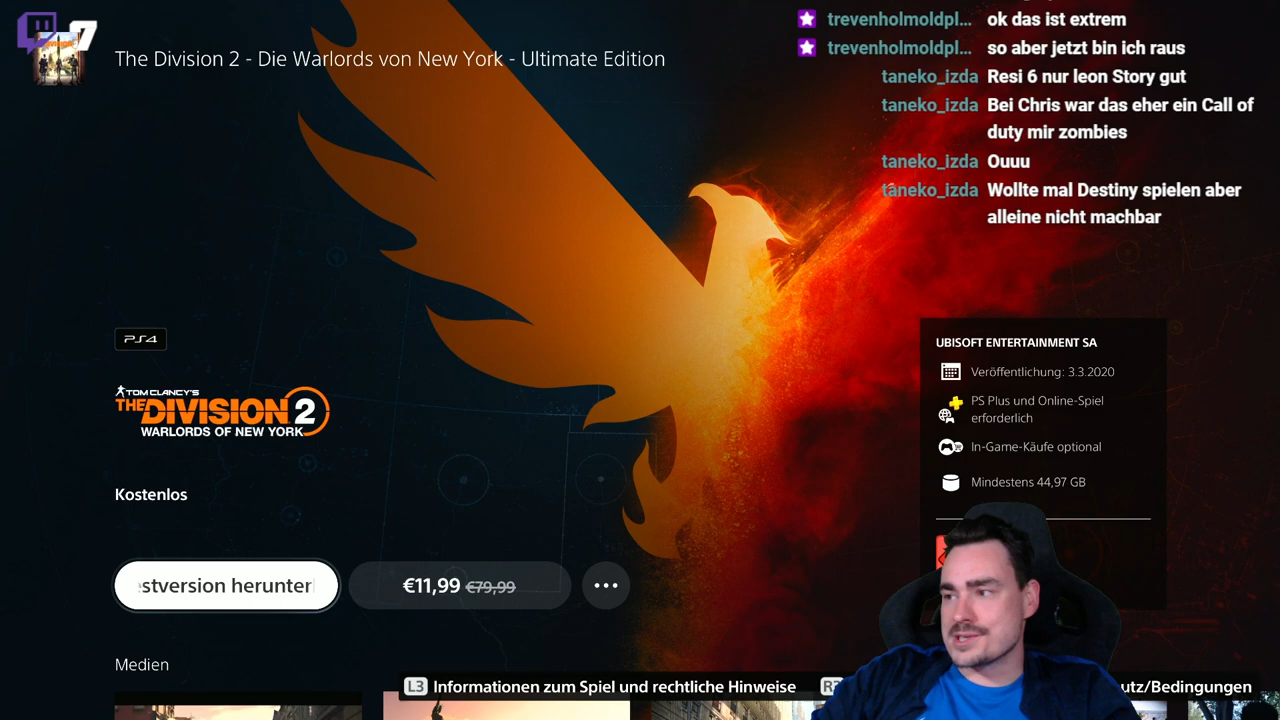 7
The Division 2 - Die Warlords von New York - Ultimate Edition
trevenholmoldpl... ok das ist extrem
trevenholmoldpl... so aber jetzt bin ich raus
taneko_izda Resi 6 nur leon Story gut
taneko_izda Bei Chris war das eher ein Call of
duty mir zombies
taneko_izda Ouuu
taneko_izda Wollte mal Destiny spielen aber
alleine nicht machbar
PS4
TOM CLANCY'S
THE DIVISION 2
WARLORDS OF NEW YORK
Kostenlos
stversion herunter
€11,99 €79,99
UBISOFT ENTERTAINMENT SA
Veröffentlichung: 3.3.2020
PS Plus und Online-Spiel
erforderlich
In-Game-Käufe optional
Mindestens 44,97 GB
Medien
L3 Informationen zum Spiel und rechtliche Hinweise
utz/Bedingungen